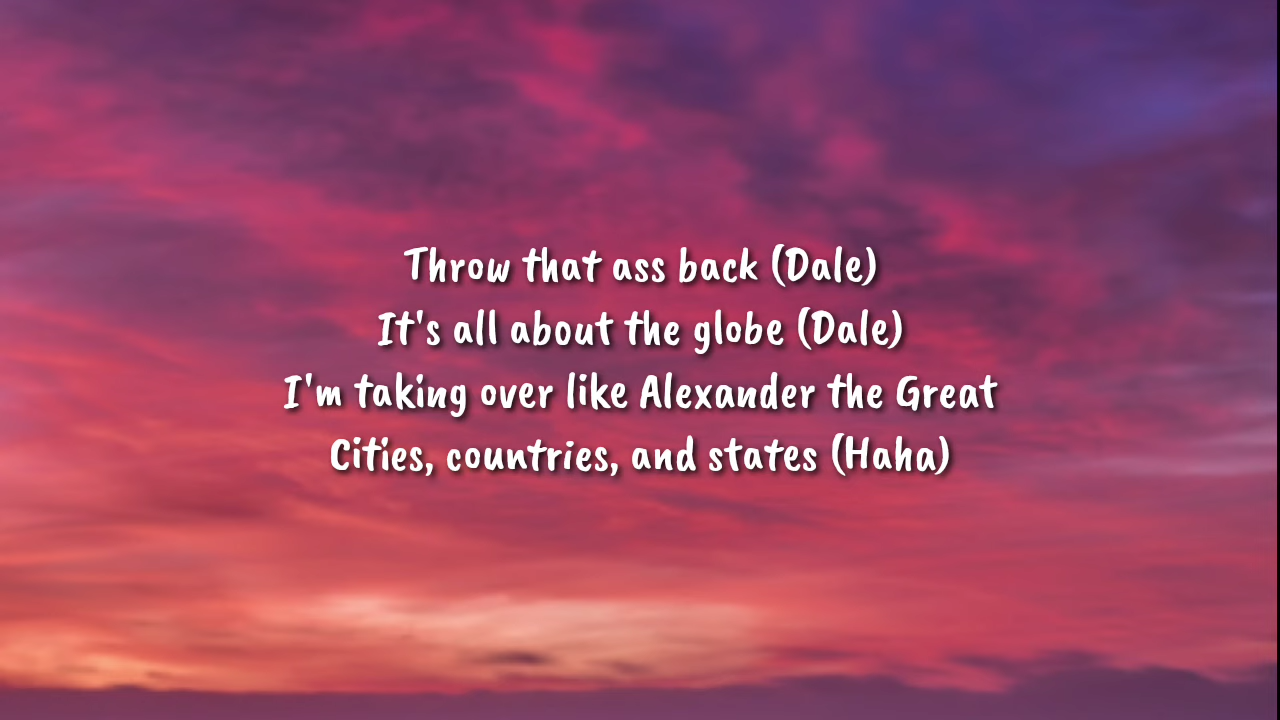 Throw that ass back (Dale)
It's all about the globe (Dale)
I'm taking over like Alexander the Great
Cities, countries, and states (Haha)